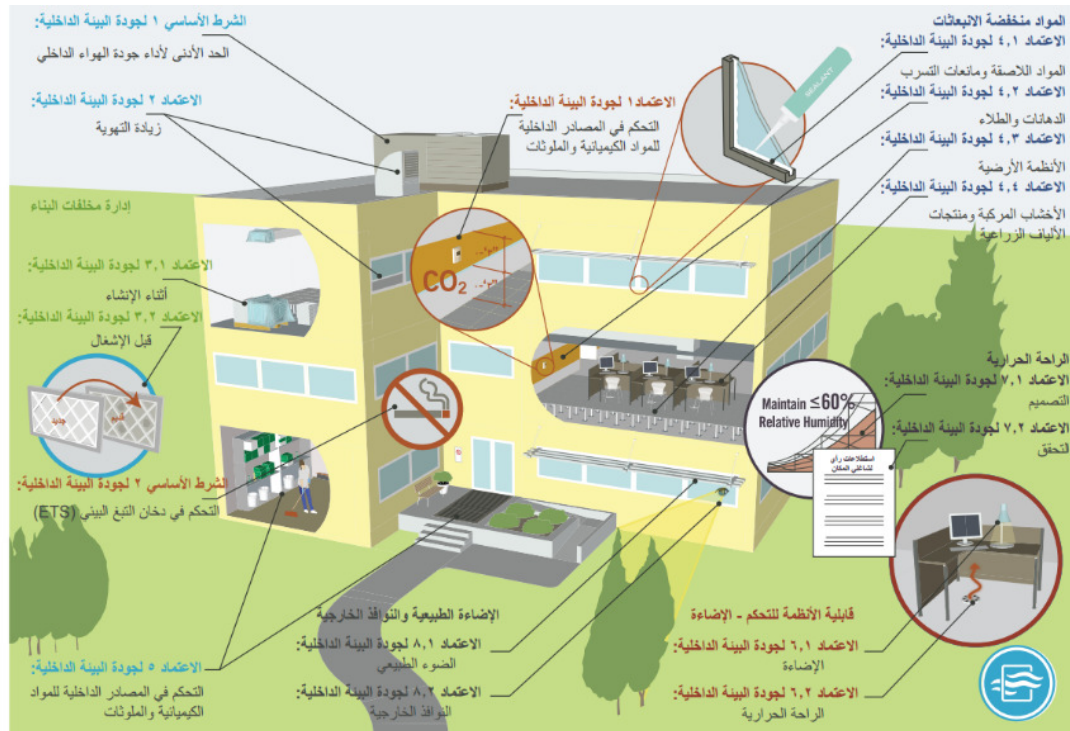 الشرط الأساسي ١ لجودة البيئة الداخلية:
الحد الأدنى لأداء جودة الهواء الداخلي
الاعتماد ٢ لجودة البيئة الداخلية:
زيادة التهوية
الاعتماد١ لجودة البيئة الداخلية:
التحكم في المصادر الداخلية
للمواد الكيميائية والملوثات
SEALANT
المواد منخفضة الانبعاثات
الاعتماد ٤,١ لجودة البيئة الداخلية:
المواد اللاصقة ومانعات التسرب
الاعتماد ٤,٢ لجودة البيئة الداخلية:
الدهانات والطلاء
الاعتماد ٤,٣ لجودة البيئة الداخلية:
الأنظمة الأرضية
الاعتماد ٤,٤ لجودة البيئة الداخلية:
الأخشاب المركبة ومنتجات
الألياف الزراعية
إدارة مخلفات البناء
الاعتماد ٣,١ لجودة البيئة الداخلية:
أثناء الإنشاء
الاعتماد ٣,٢ لجودة البيئة الداخلية:
قبل الإشغال
جديد
قديم
CO₂
الراحة الحرارية
الاعتماد ٧,١ لجودة البيئة الداخلية:
التصميم
الاعتماد ٧,٢ لجودة البيئة الداخلية:
التحقق
Maintain ≤60%
Relative Humidity
استطلاعات رأي
لشاغلي المكان
الشرط الأساسي ٢ لجودة البيئة الداخلية:
التحكم في دخان التبغ البيئي (ETS)
الاعتماد ٥ لجودة البيئة الداخلية:
التحكم في المصادر الداخلية للمواد
الكيميائية والملوثات
الإضاءة الطبيعية والنوافذ الخارجية
الاعتماد ٨,١ لجودة البيئة الداخلية:
الضوء الطبيعي
الاعتماد ٨,٢ لجودة البيئة الداخلية:
النوافذ الخارجية
قابلية الأنظمة للتحكم - الإضاءة
الاعتماد ٦,١ لجودة البيئة الداخلية:
الإضاءة
الاعتماد ٦,٢ لجودة البيئة الداخلية:
الراحة الحرارية